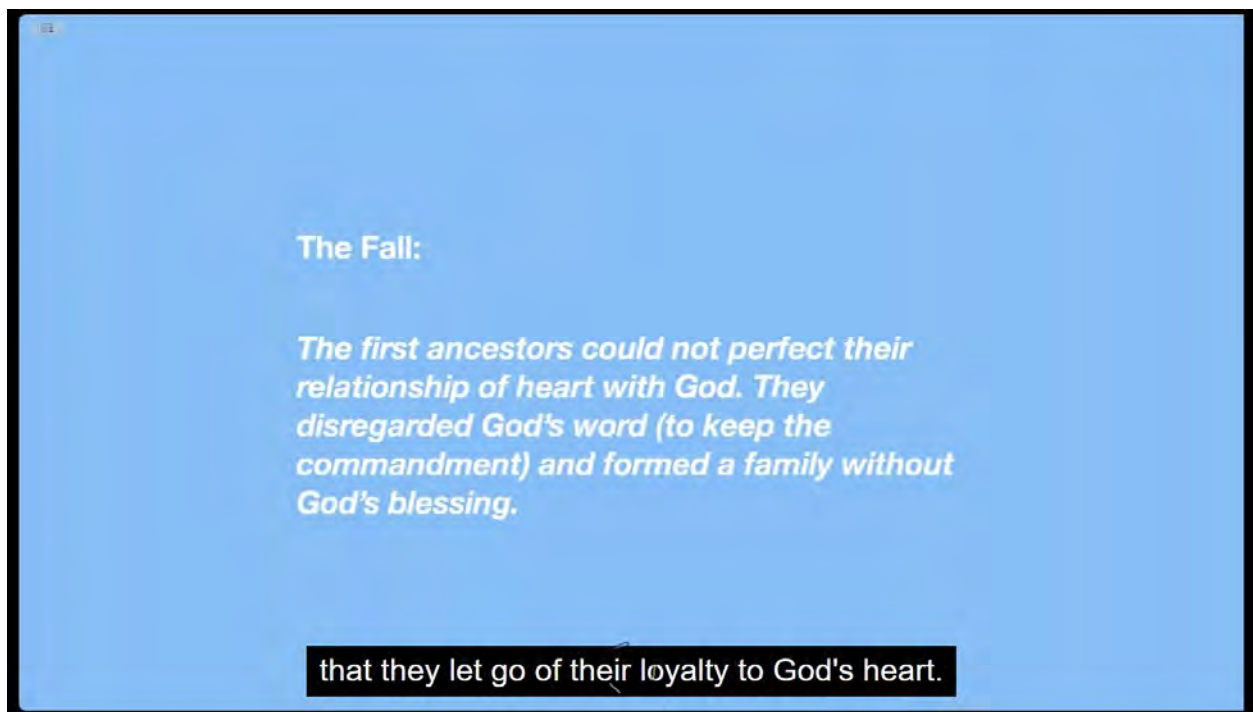 The Fall:
The first ancestors could not perfect their
relationship of heart with God. They
disregarded God's word (to keep the
commandment) and formed a family without
God's blessing.
that they let go of their loyalty to God's heart.